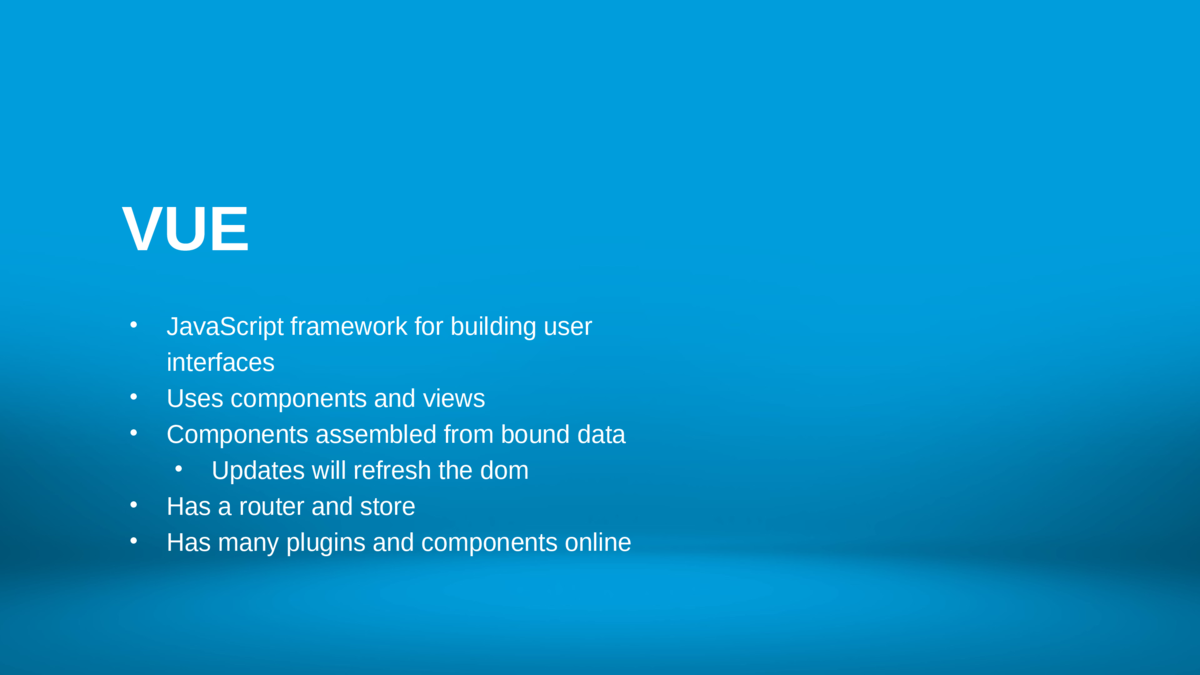 VUE
• JavaScript framework for building user
interfaces
• Uses components and views
• Components assembled from bound data
• Updates will refresh the dom
• Has a router and store
• Has many plugins and components online